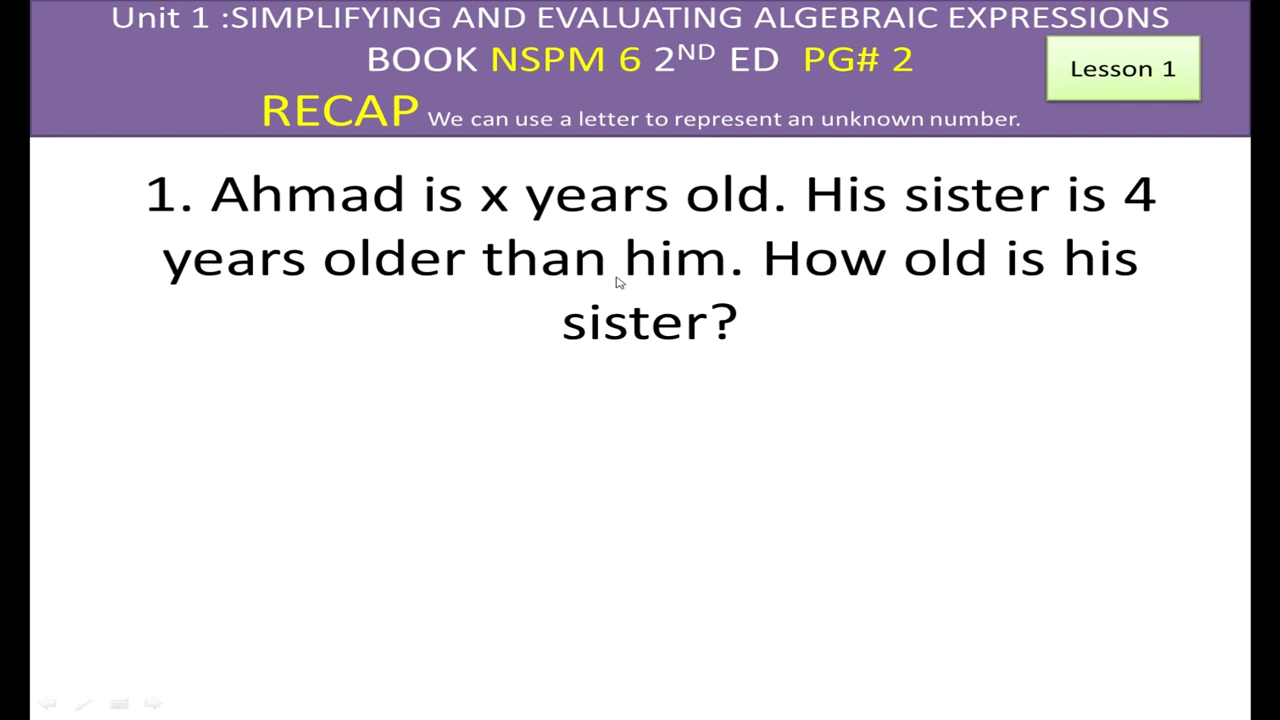 Unit 1 :SIMPLIFYING AND EVALUATING ALGEBRAIC EXPRESSIONS
BOOK NSPM 6 2ND ED PG# 2
Lesson 1
RECAP We can use a letter to represent an unknown number.
1. Ahmad is x years old. His sister is 4
years older than him. How old is his
sister?